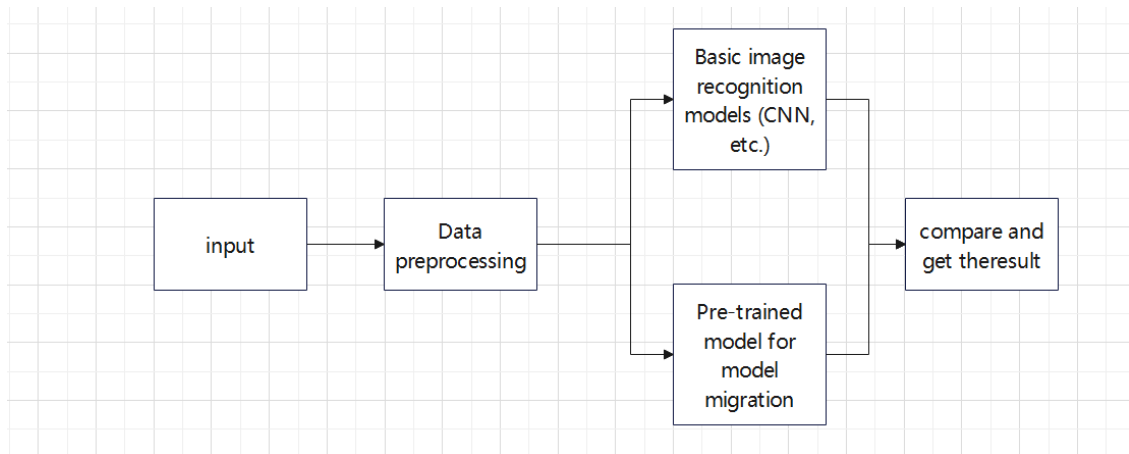 input
Data
preprocessing
Basic image
recognition
models (CNN,
etc.)
Pre-trained
model for
model
migration
compare and
get theresult